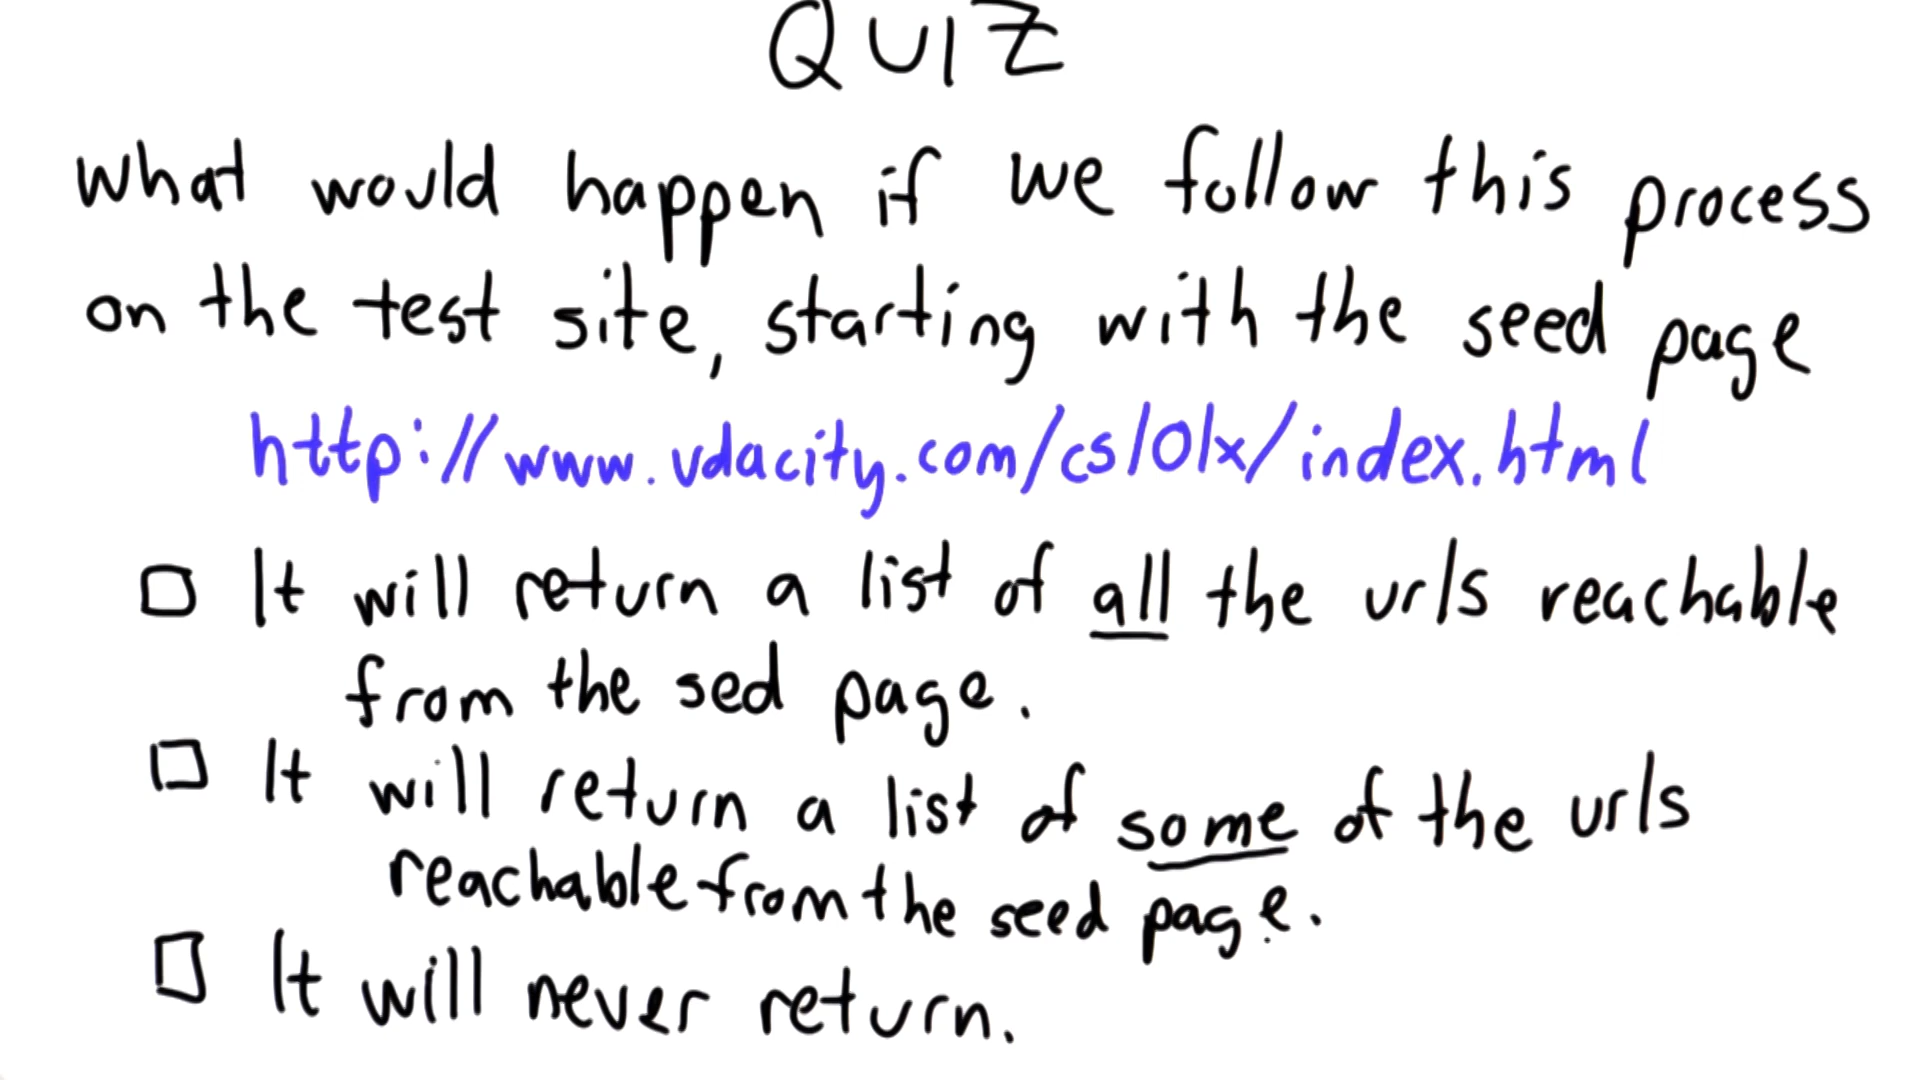 QUIZ
What would happen if we follow this process
on the test site, starting with the seed page
http://www.udacity.com/cs101x/index.html
It will return a list of all the urls reachable
from the sed page.
It will return a list of some of the urls
reachable from the seed page.
It will never return.